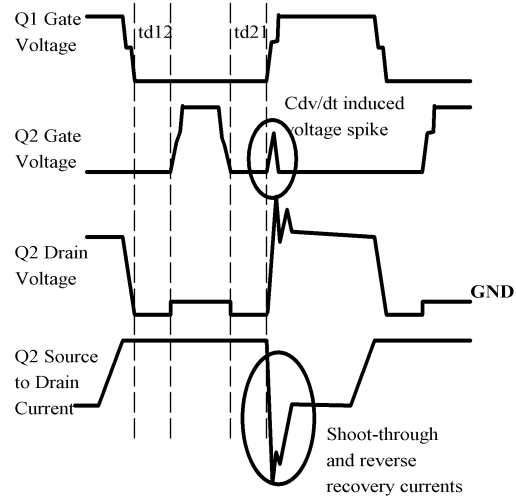 Q1 Gate
Voltage
td12
td21
Cdv/dt induced
voltage spike
Q2 Gate
Voltage
Q2 Drain
Voltage
GND
Q2 Source
to Drain
Current
Shoot-through
and reverse
recovery currents